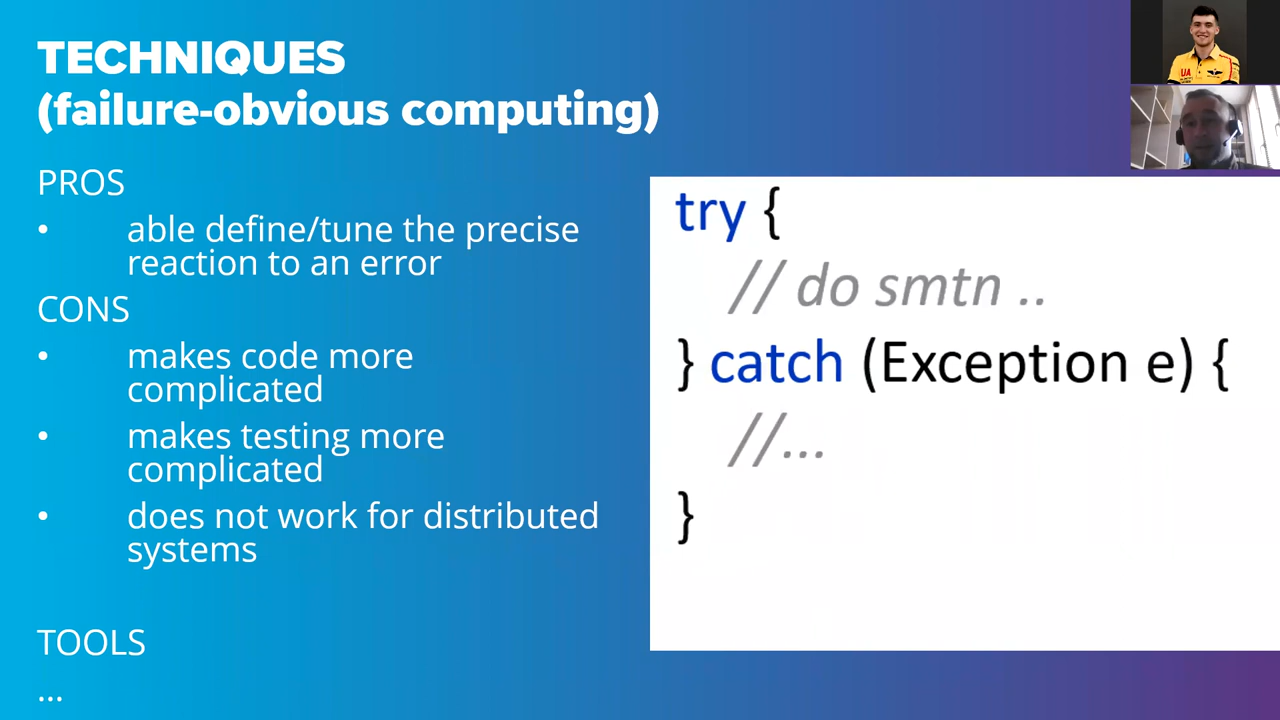 TECHNIQUES
(failure-obvious computing)
PROS
• able define/tune the precise
reaction to an error
CONS
• makes code more
complicated
• makes testing more
complicated
• does not work for distributed
systems
TOOLS
...
try {
// do smtn ..
} catch (Exception e) {
//...
}
UA